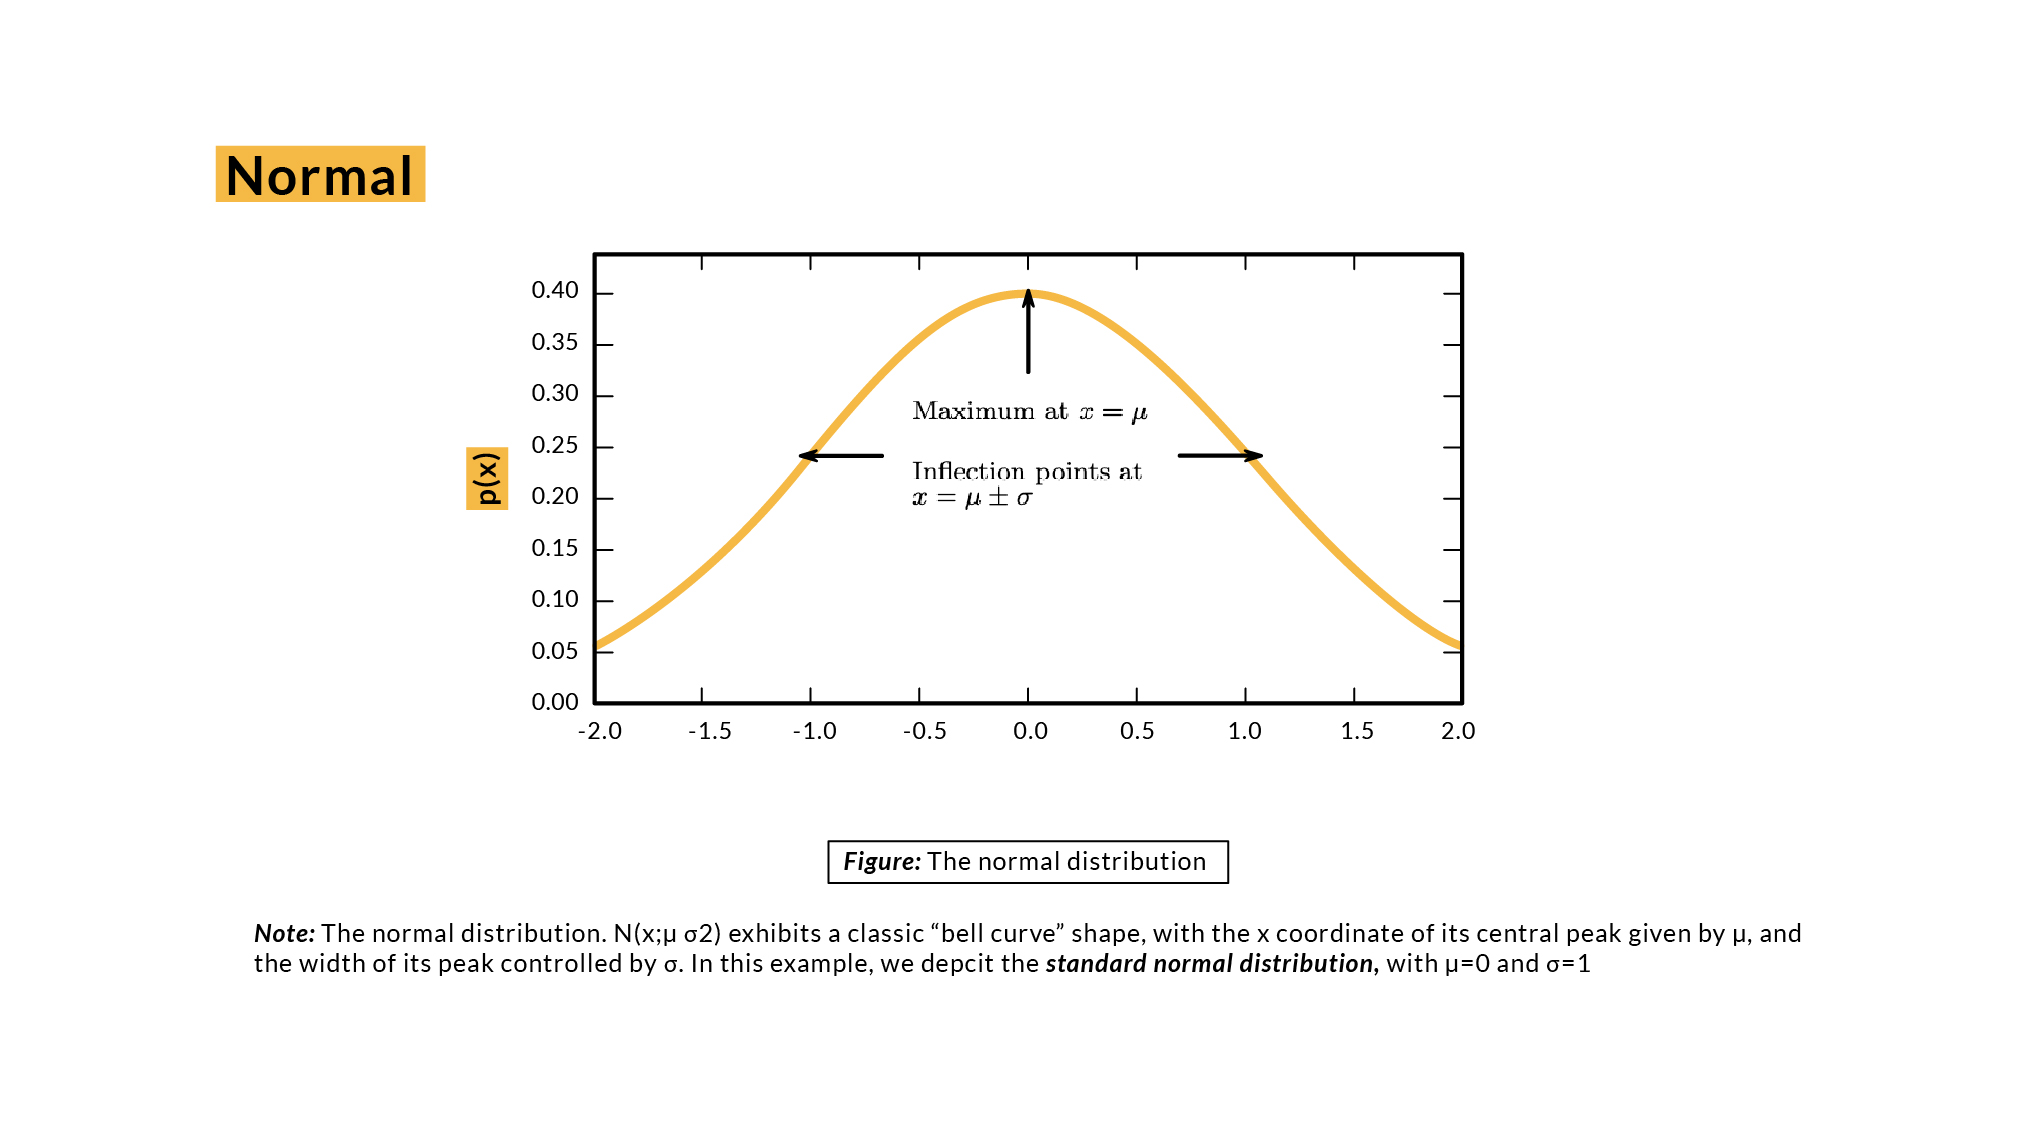 Normal
0.40
0.35
0.30
0.25
0.20
0.15
0.10
0.05
0.00
p(x)
Maximum at x = μ
Inflection points at
x = μ ± σ
-2.0 -1.5 -1.0 -0.5 0.0 0.5 1.0 1.5 2.0
Figure: The normal distribution
Note: The normal distribution. N(x;μ σ2) exhibits a classic “bell curve” shape, with the x coordinate of its central peak given by μ, and
the width of its peak controlled by σ. In this example, we depcit the standard normal distribution, with μ=0 and σ=1